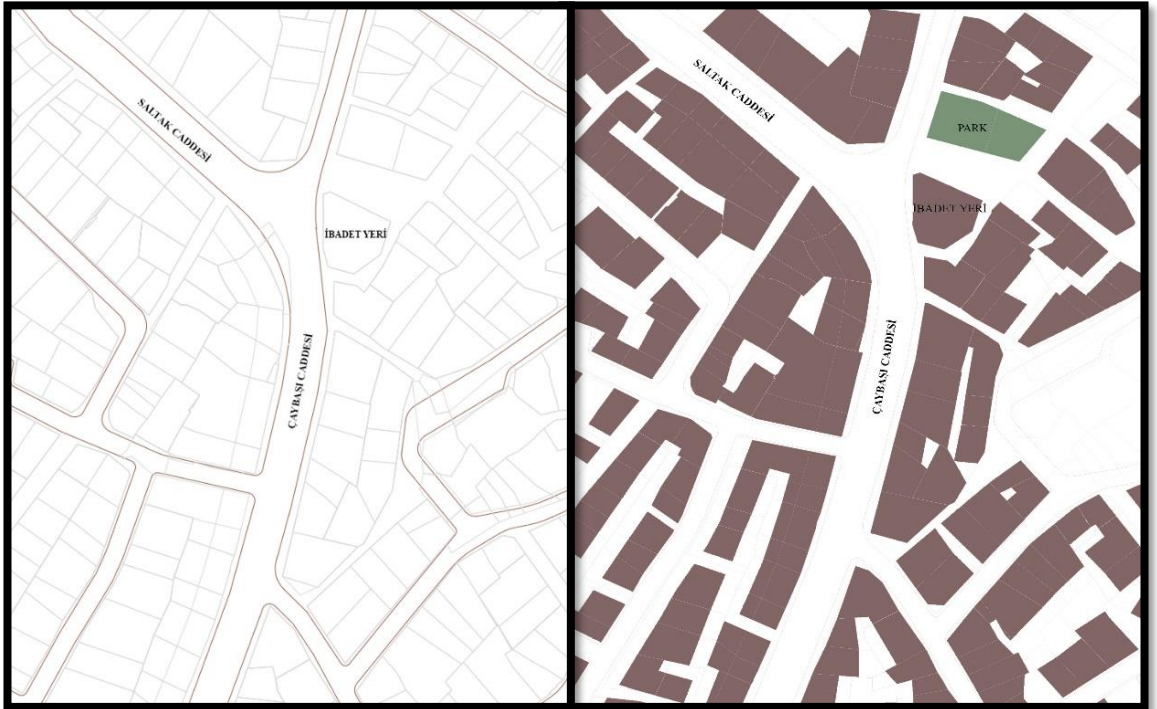 SALTAK CADDESİ
İBADET YERİ
ÇAYBAŞI CADDESİ
SALTAK CADDESİ
PARK
İBADET YERİ
ÇAYBAŞI CADDESİ